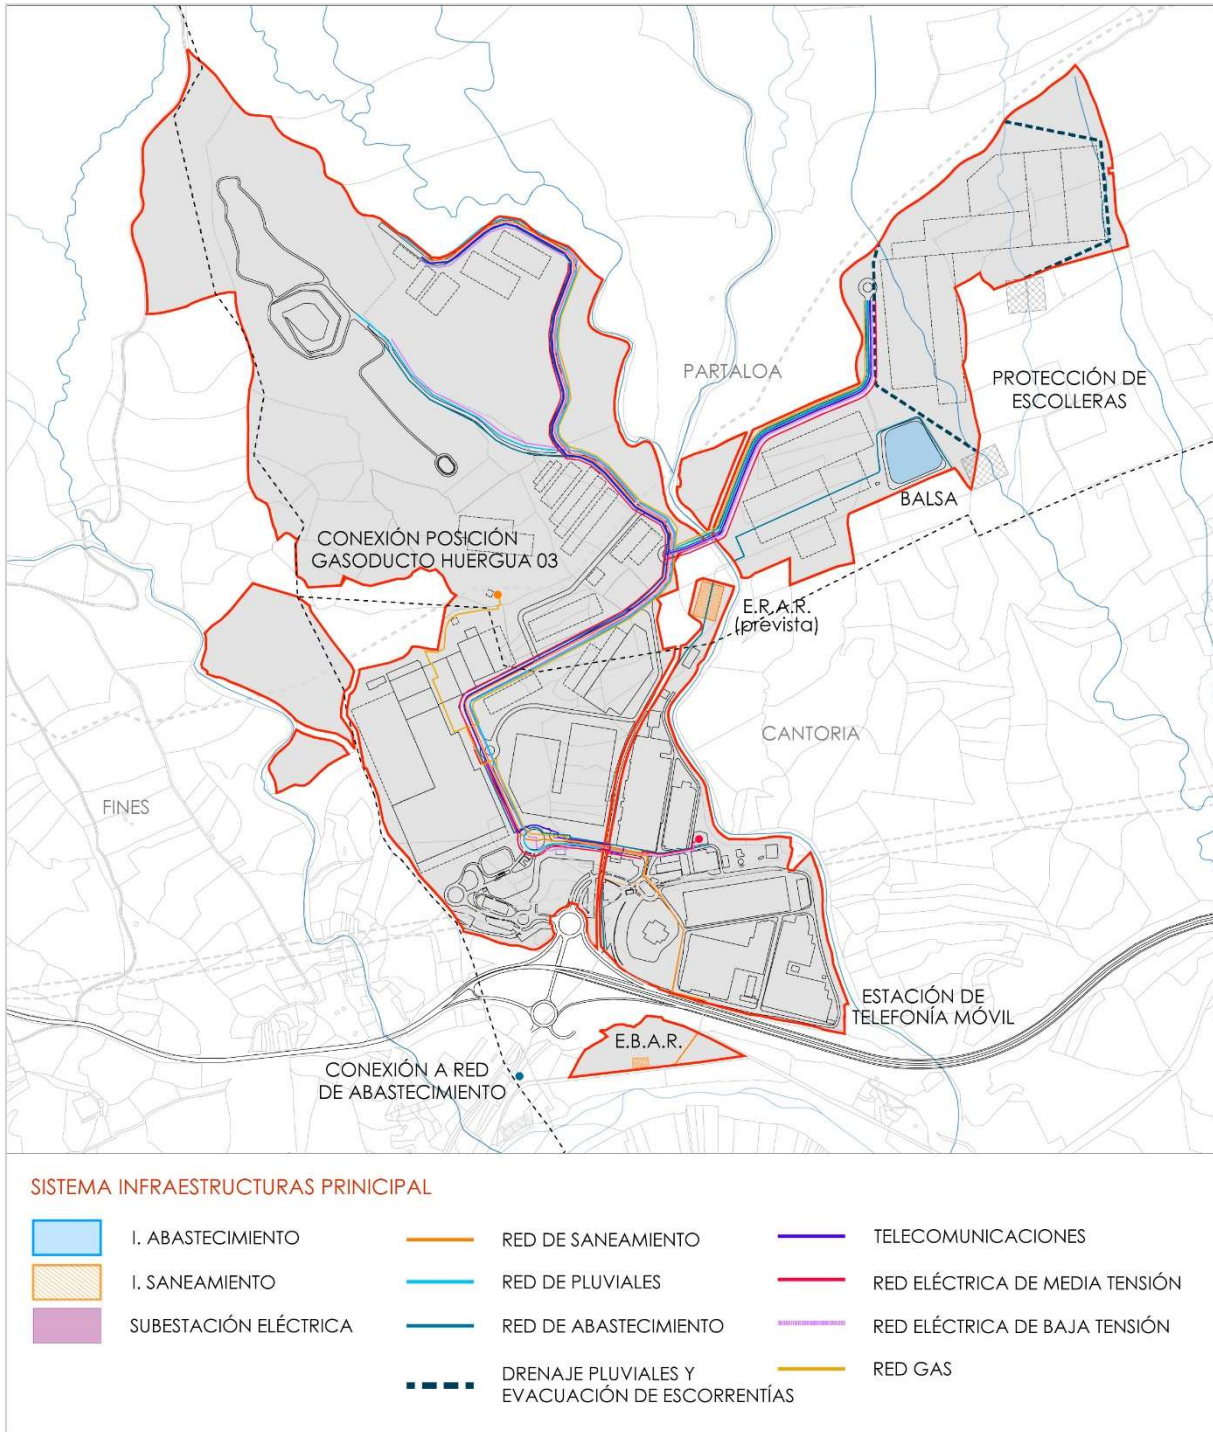 PARTALOA
PROTECCIÓN DE
ESCOLLERAS
BALSA
CONEXIÓN POSICIÓN
GASODUCTO HUERGUA 03
E.R.A.R.
(prevista)
CANTORIA
FINES
ESTACIÓN DE
TELEFONÍA MÓVIL
E.B.A.R.
CONEXIÓN A RED
DE ABASTECIMIENTO
SISTEMA INFRAESTRUCTURAS PRINICIPAL
I. ABASTECIMIENTO
I. SANEAMIENTO
SUBESTACIÓN ELÉCTRICA
RED DE SANEAMIENTO
RED DE PLUVIALES
RED DE ABASTECIMIENTO
DRENAJE PLUVIALES Y
EVACUACIÓN DE ESCORRENTÍAS
TELECOMUNICACIONES
RED ELÉCTRICA DE MEDIA TENSIÓN
RED ELÉCTRICA DE BAJA TENSIÓN
RED GAS